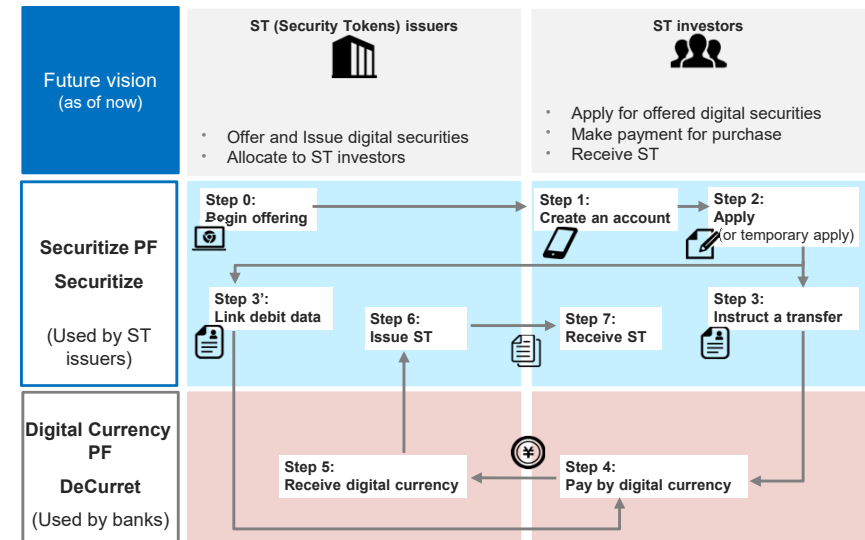 ST (Security Tokens) issuers
ST investors
Future vision
(as of now)
• Offer and Issue digital securities
• Allocate to ST investors
• Apply for offered digital securities
• Make payment for purchase
• Receive ST
Securitize PF
Securitize
(Used by ST
issuers)
Step 0:
Begin offering
Step 1:
Create an account
Step 2:
Apply
(or temporary apply)
Step 3':
Link debit data
Step 6:
Issue ST
Step 7:
Receive ST
Step 3:
Instruct a transfer
Digital Currency
PF
DeCurret
(Used by banks)
Step 5:
Receive digital currency
¥
Step 4:
Pay by digital currency